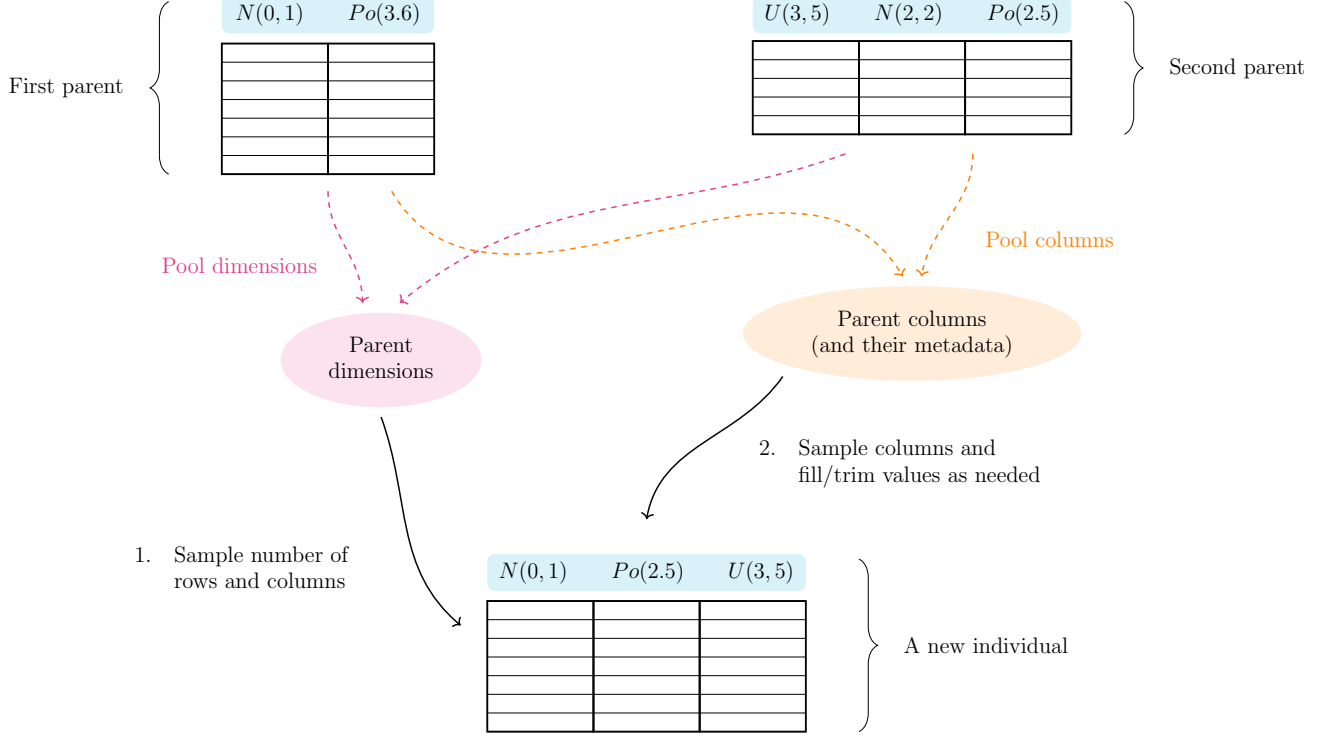 N(0, 1) Po(3.6)
U(3, 5) N(2, 2) Po(2.5)
First parent
Second parent
Pool dimensions
Pool columns
Parent
dimensions
Parent columns
(and their metadata)
2. Sample columns and
fill/trim values as needed
1. Sample number of
rows and columns
N(0, 1) Po(2.5) U(3, 5)
A new individual